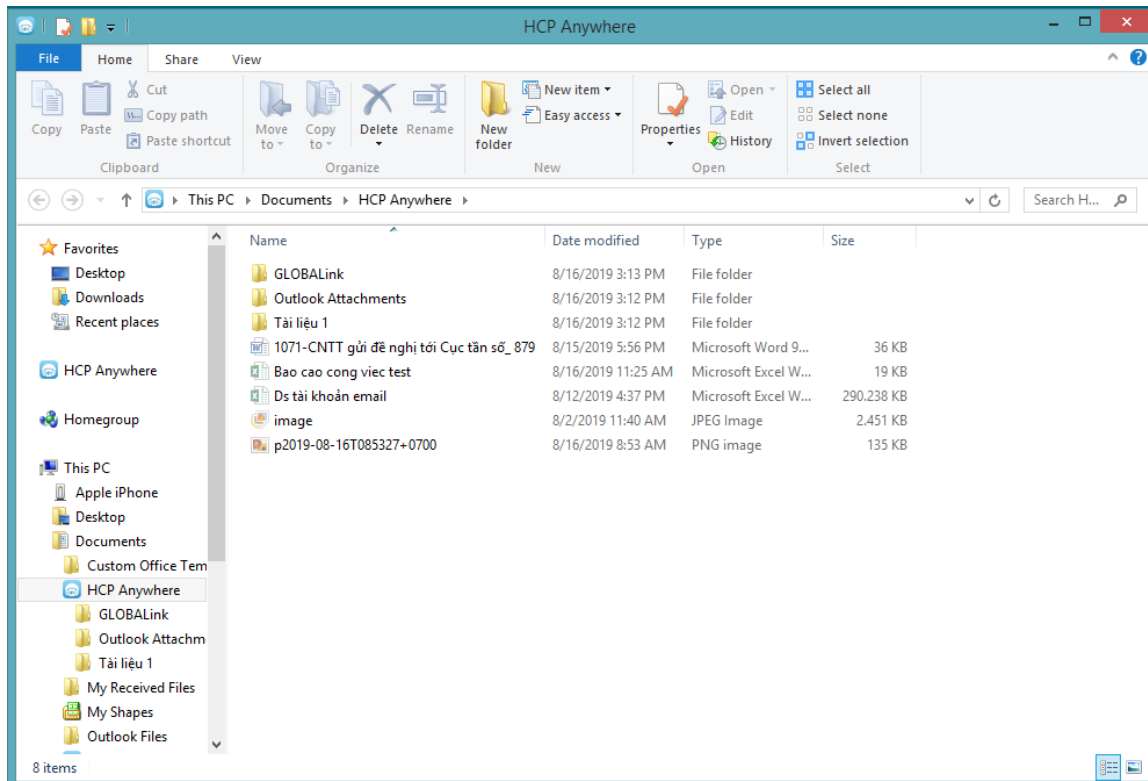 HCP Anywhere
File Home Share View
Copy
Paste
Cut
Copy path
Paste shortcut
Clipboard
Move to
Copy to
Delete
Rename
Organize
New folder
New item
Easy access
New
Properties
Open
Edit
History
Open
Select all
Select none
Invert selection
Select
This PC Documents HCP Anywhere
Search H...
Favorites
Desktop
Downloads
Recent places
HCP Anywhere
Homegroup
This PC
Apple iPhone
Desktop
Documents
Custom Office Tem
HCP Anywhere
GLOBALink
Outlook Attachm
Tài liệu 1
My Received Files
My Shapes
Outlook Files
Name Date modified Type Size
GLOBALink 8/16/2019 3:13 PM File folder
Outlook Attachments 8/16/2019 3:12 PM File folder
Tài liệu 1 8/16/2019 3:12 PM File folder
1071-CNTT gửi đề nghị tới Cục tần số_ 879 8/15/2019 5:56 PM Microsoft Word 9... 36 KB
Bao cao cong viec test 8/16/2019 11:25 AM Microsoft Excel W... 19 KB
Ds tài khoản email 8/12/2019 4:37 PM Microsoft Excel W... 290.238 KB
image 8/2/2019 11:40 AM JPEG Image 2.451 KB
p2019-08-16T085327+0700 8/16/2019 8:53 AM PNG image 135 KB
8 items